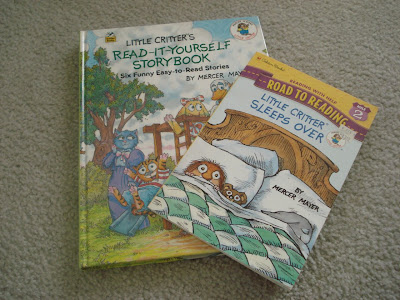 LITTLE CRITTER'S
READ-IT-YOURSELF
STORYBOOK
Six Funny Easy-to-Read Stories
BY MERCER MAYER
ROAD TO READING
2
LITTLE CRITTER
SLEEPS OVER
BY
MERCER MAYER